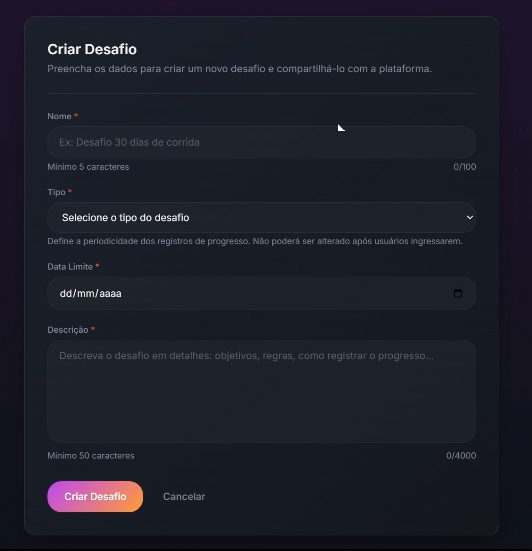 Criar Desafio
Preencha os dados para criar um novo desafio e compartilhá-lo com a plataforma.
Nome *
Ex: Desafio 30 dias de corrida
Mínimo 5 caracteres 0/100
Tipo *
Selecione o tipo do desafio
Define a periodicidade dos registros de progresso. Não poderá ser alterado após usuários ingressarem.
Data Limite *
dd/mm/aaaa
Descrição *
Descreva o desafio em detalhes: objetivos, regras, como registrar o progresso...
Mínimo 50 caracteres 0/4000
Criar Desafio Cancelar